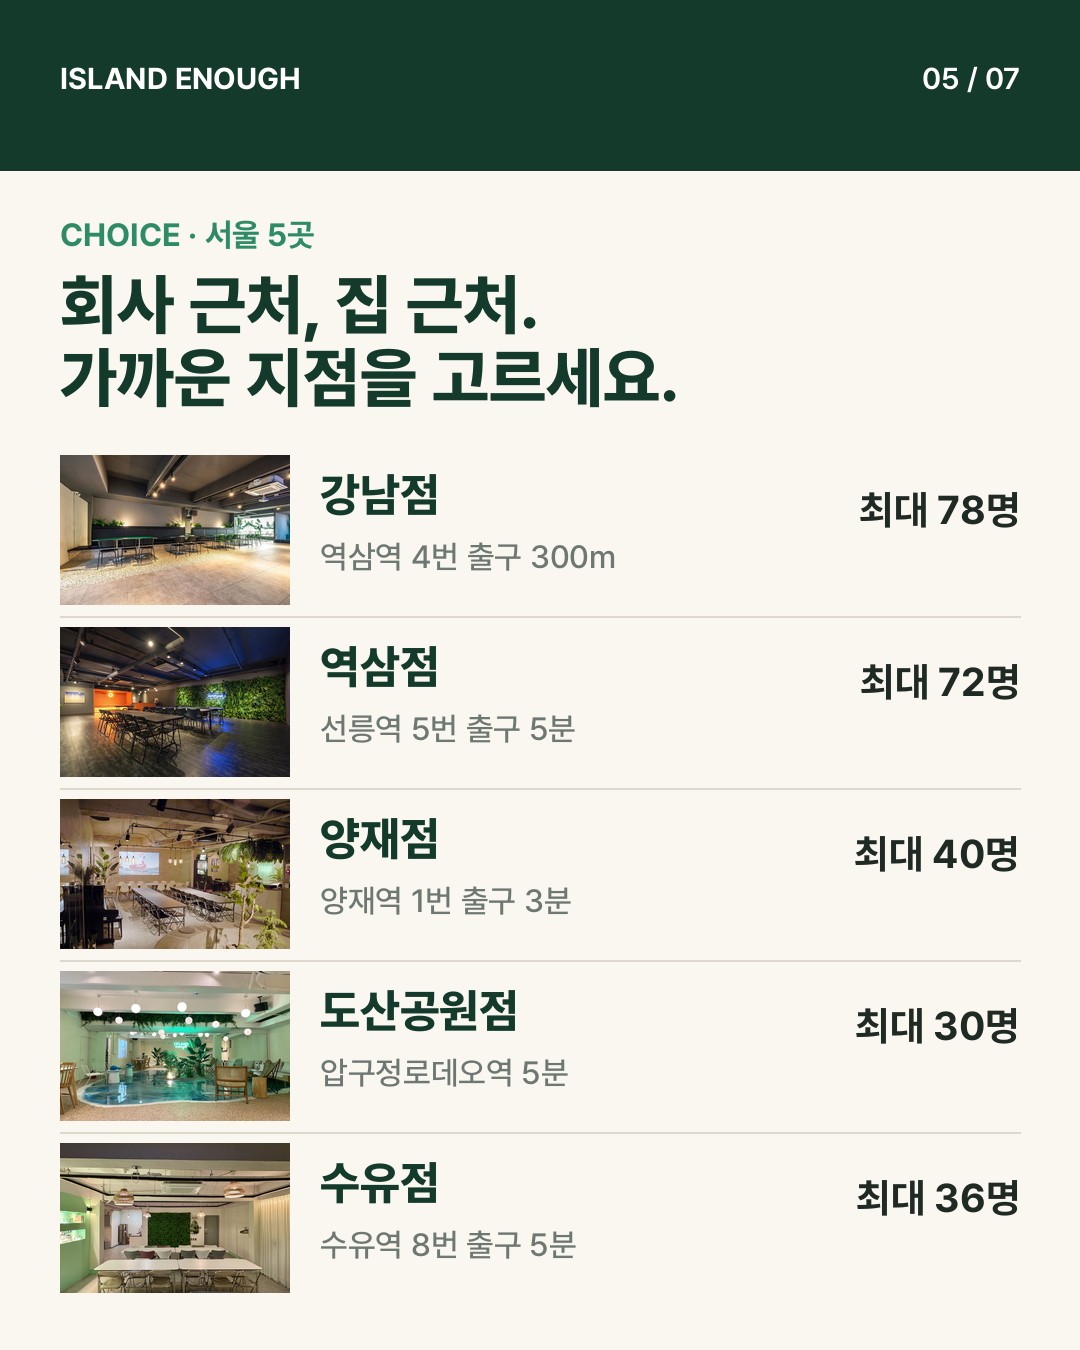 ISLAND ENOUGH
05 / 07
CHOICE · 서울 5곳
회사 근처, 집 근처.
가까운 지점을 고르세요.
강남점
최대 78명
역삼역 4번 출구 300m
역삼점
최대 72명
선릉역 5번 출구 5분
양재점
최대 40명
양재역 1번 출구 3분
도산공원점
최대 30명
압구정로데오역 5분
수유점
최대 36명
수유역 8번 출구 5분